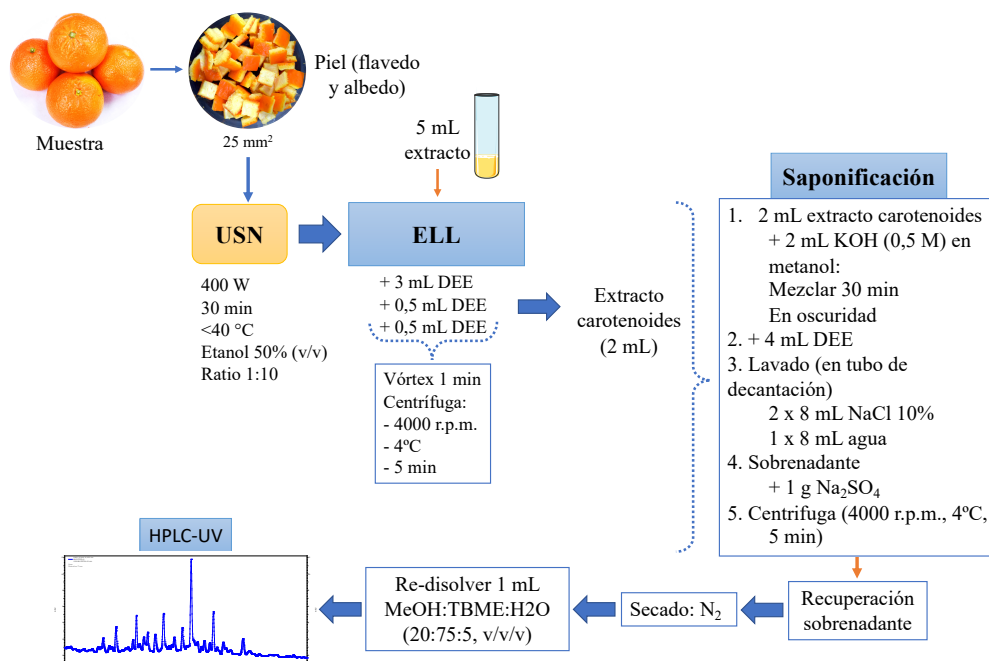 Muestra
Piel (flavedo
y albedo)
25 mm²
5 mL
extracto
USN
400 W
30 min
<40 °C
Etanol 50% (v/v)
Ratio 1:10
ELL
+ 3 mL DEE
+ 0,5 mL DEE
+ 0,5 mL DEE
Vórtex 1 min
Centrífuga:
- 4000 r.p.m.
- 4ºC
- 5 min
Extracto
carotenoides
(2 mL)
Saponificación
1. 2 mL extracto carotenoides
+ 2 mL KOH (0,5 M) en
metanol:
Mezclar 30 min
En oscuridad
2. + 4 mL DEE
3. Lavado (en tubo de
decantación)
2 x 8 mL NaCl 10%
1 x 8 mL agua
4. Sobrenadante
+ 1 g Na₂SO₄
5. Centrifuga (4000 r.p.m., 4ºC,
5 min)
Recuperación
sobrenadante
Secado: N₂
Re-disolver 1 mL
MeOH:TBME:H2O
(20:75:5, v/v/v)
HPLC-UV